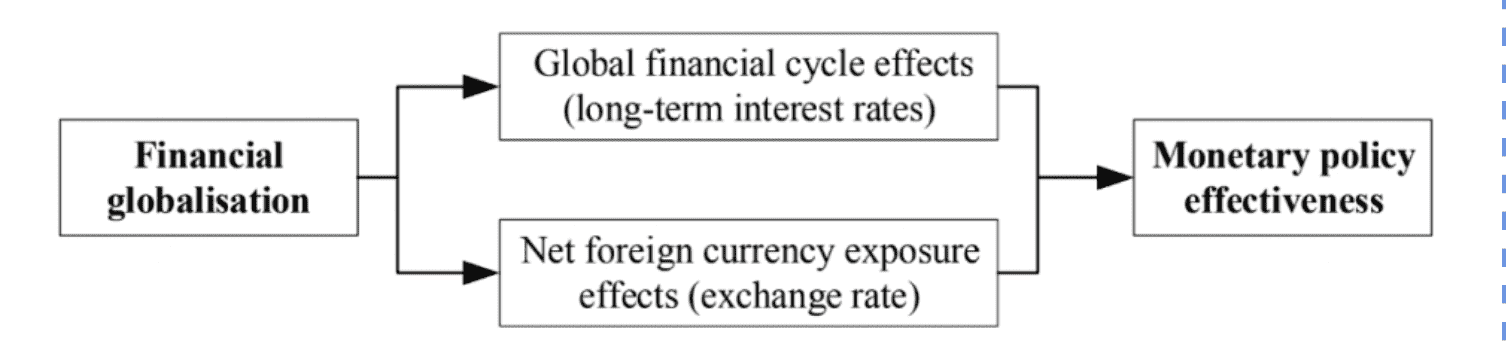 Financial
globalisation
Global financial cycle effects
(long-term interest rates)
Net foreign currency exposure
effects (exchange rate)
Monetary policy
effectiveness